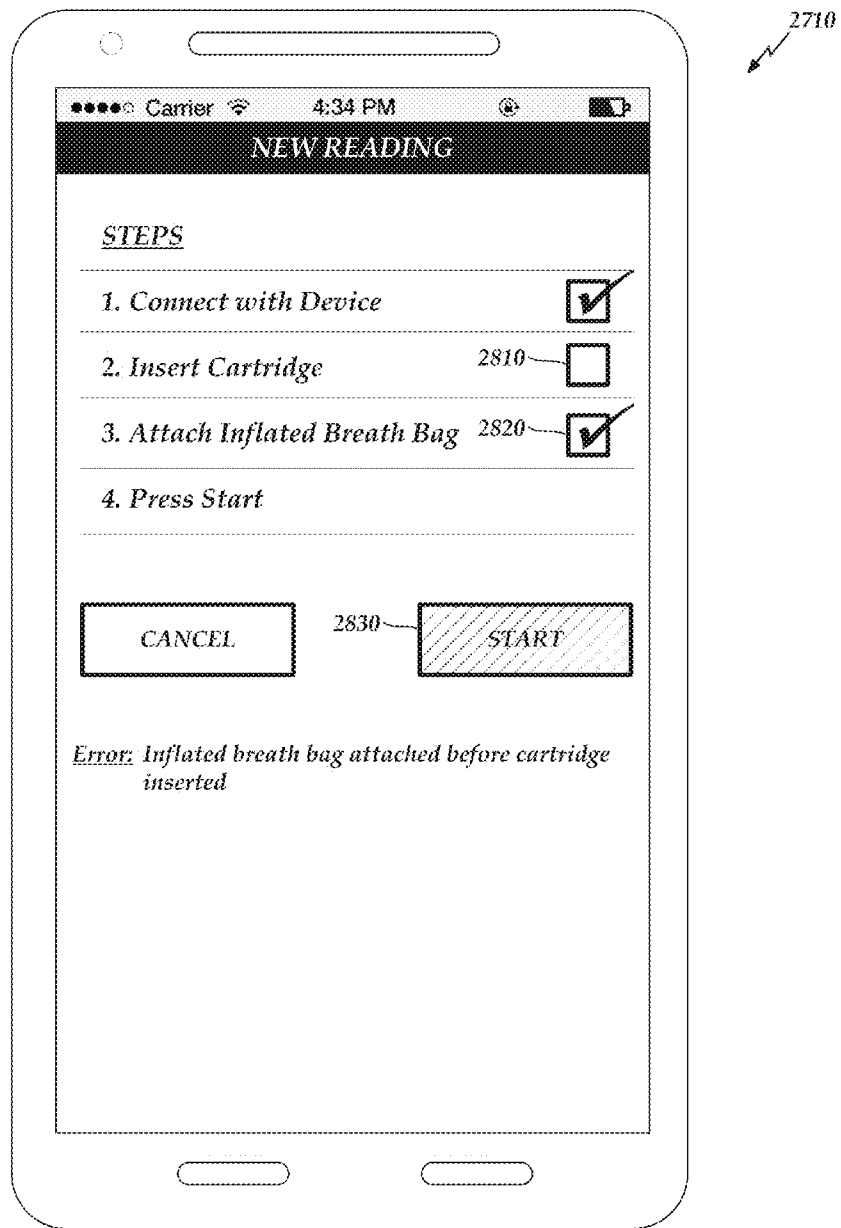 2710
Carrier 4:34 PM
NEW READING
STEPS
1. Connect with Device
2. Insert Cartridge 2810
3. Attach Inflated Breath Bag 2820
4. Press Start
CANCEL 2830 START
Error: Inflated breath bag attached before cartridge
inserted